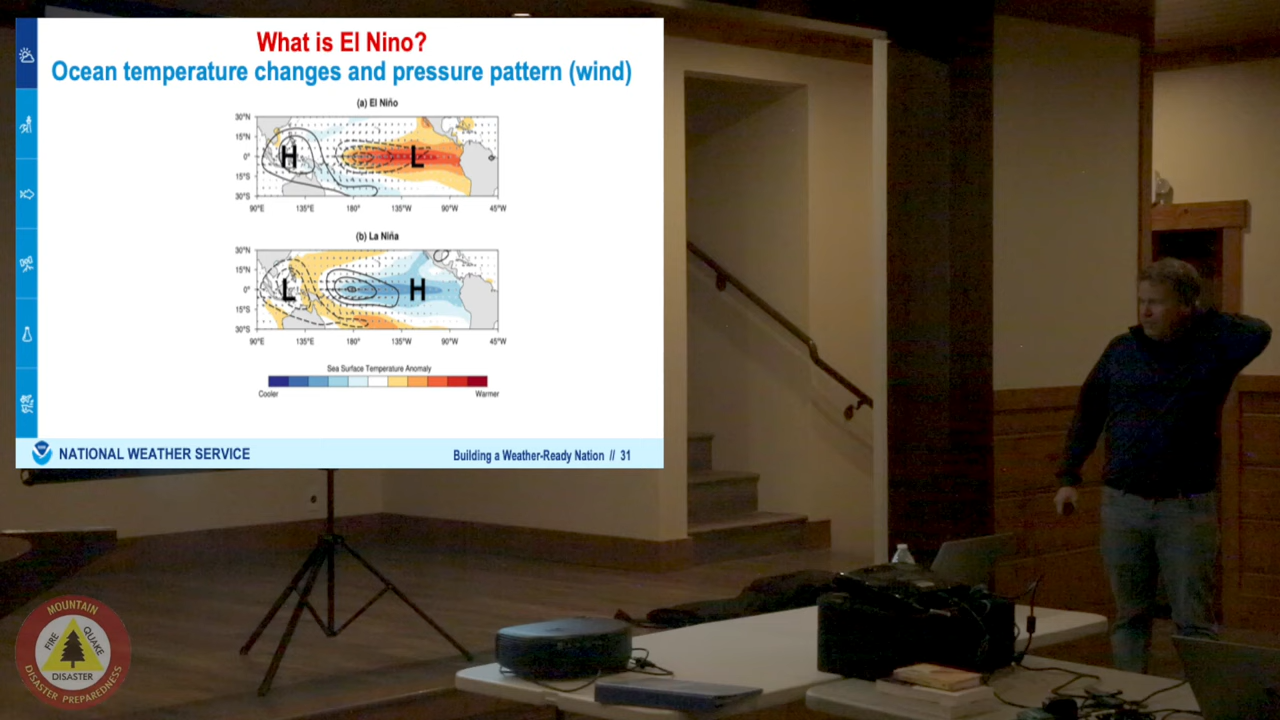 What is El Nino?
Ocean temperature changes and pressure pattern (wind)
(a) El Niño
30°N
15°N
0°
15°S
30°S
H
L
90°E 135°E 180° 135°W 90°W 45°W
(b) La Niña
30°N
15°N
0°
15°S
30°S
L
H
90°E 135°E 180° 135°W 90°W 45°W
Sea Surface Temperature Anomaly
Cooler Warmer
NATIONAL WEATHER SERVICE
Building a Weather-Ready Nation // 31
MOUNTAIN
FIRE QUAKE
DISASTER
DISASTER PREPAREDNESS